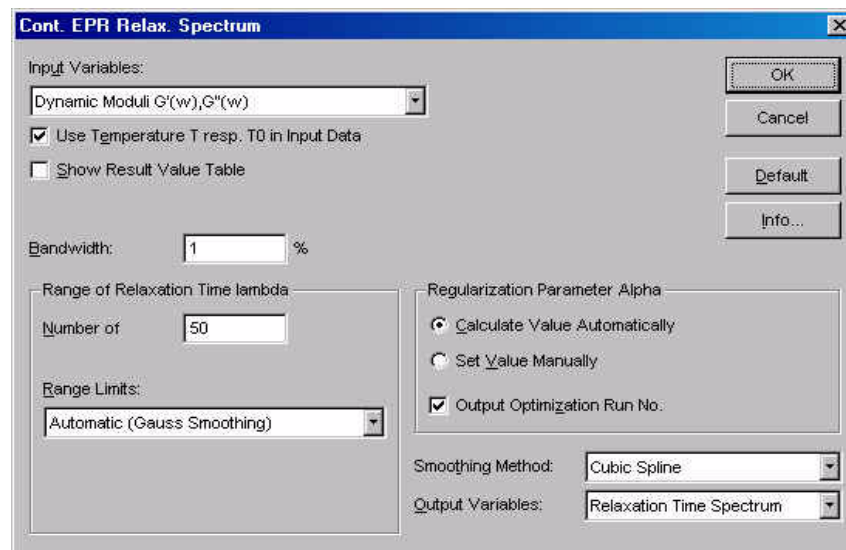 Cont. EPR Relax. Spectrum
Input Variables:
Dynamic Moduli G'(w),G''(w)
Use Temperature T resp. T0 in Input Data
Show Result Value Table
OK
Cancel
Default
Info...
Bandwidth: 1 %
Range of Relaxation Time lambda
Number of 50
Range Limits:
Automatic (Gauss Smoothing)
Regularization Parameter Alpha
Calculate Value Automatically
Set Value Manually
Output Optimization Run No.
Smoothing Method: Cubic Spline
Output Variables: Relaxation Time Spectrum